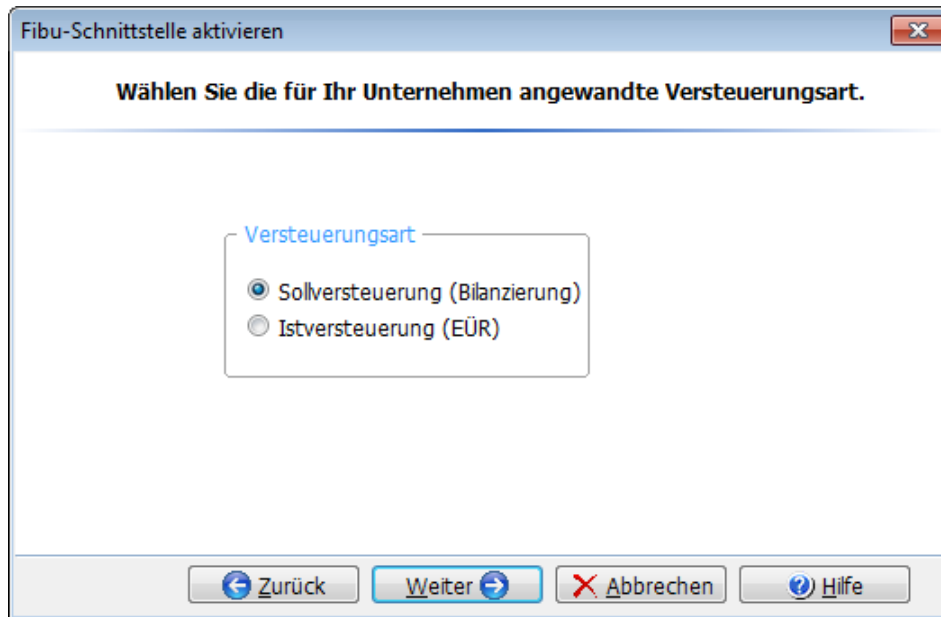 Fibu-Schnittstelle aktivieren
Wählen Sie die für Ihr Unternehmen angewandte Versteuerungsart.
Versteuerungsart
Sollversteuerung (Bilanzierung)
Istversteuerung (EÜR)
Zurück Weiter Abbrechen Hilfe